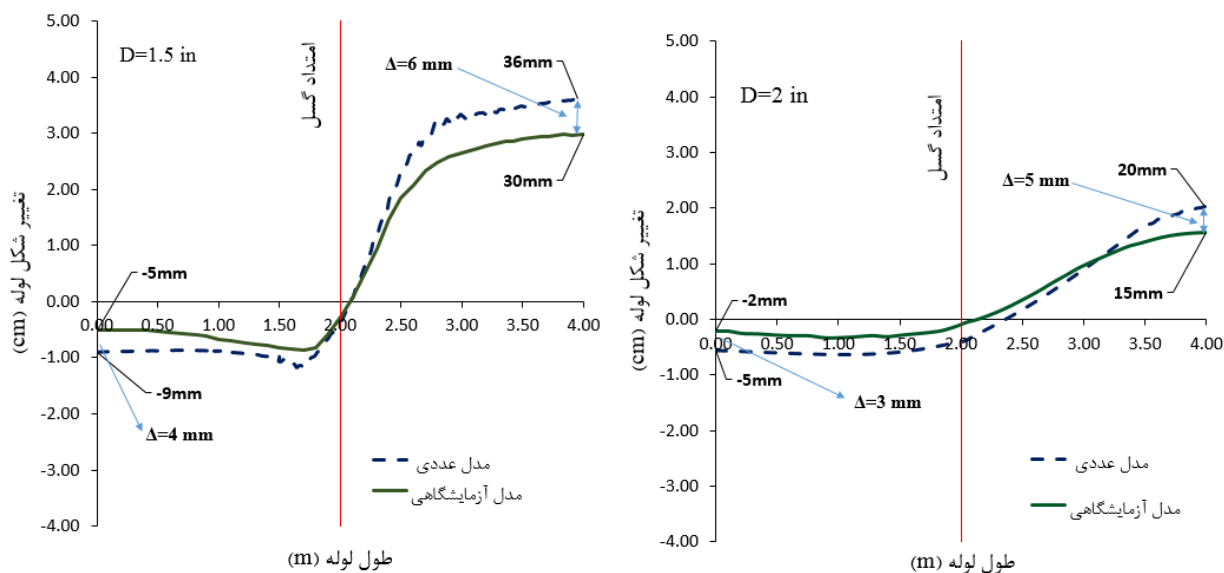 D=1.5 in
امتداد گسل
Δ=6 mm
36mm
30mm
-5mm
-9mm
Δ=4 mm
5.00
4.00
3.00
2.00
1.00
0.00
-1.00
-2.00
-3.00
-4.00
0.00 0.50 1.00 1.50 2.00 2.50 3.00 3.50 4.00
تغییر شکل لوله (cm)
طول لوله (m)
مدل عددی
مدل آزمایشگاهی
D=2 in
امتداد گسل
Δ=5 mm
20mm
15mm
-2mm
-5mm
Δ=3 mm
5.00
4.00
3.00
2.00
1.00
0.00
-1.00
-2.00
-3.00
-4.00
0.00 0.50 1.00 1.50 2.00 2.50 3.00 3.50 4.00
تغییر شکل لوله (cm)
طول لوله (m)
مدل عددی
مدل آزمایشگاهی